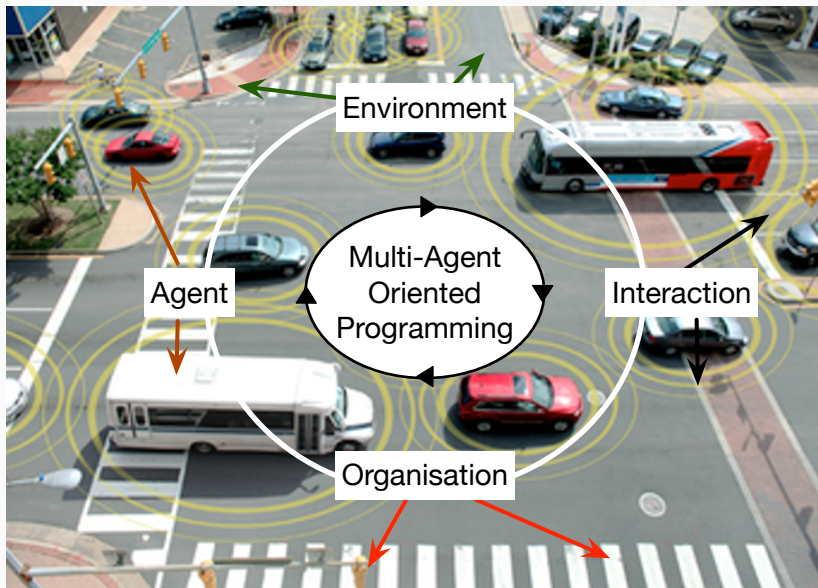 Environment
Multi-Agent
Oriented
Programming
Agent
Interaction
Organisation